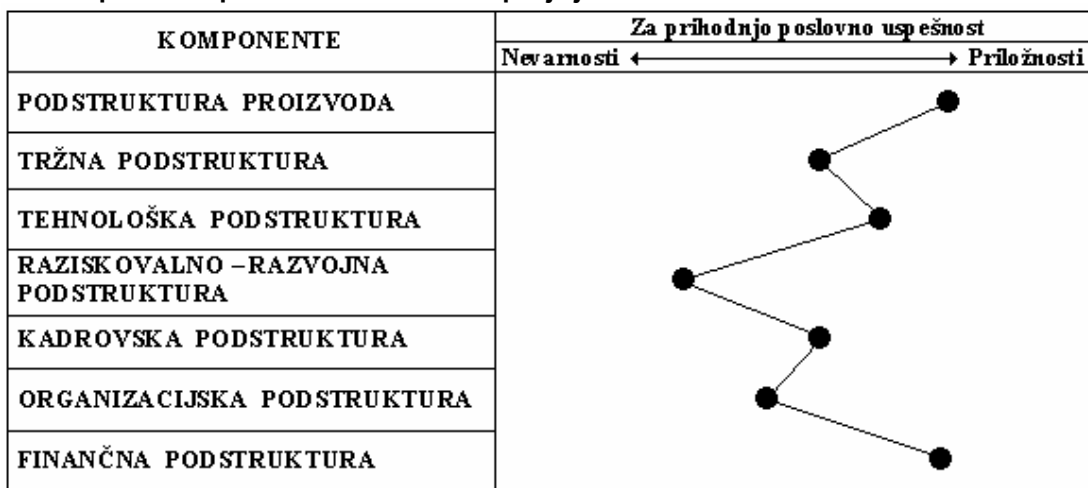 KOMPONENTE
Za prihodnjo poslovno uspešnost
Nevarnosti Priložnosti
PODSTRUKTURA PROIZVODA
TRŽNA PODSTRUKTURA
TEHNOLOŠKA PODSTRUKTURA
RAZISKOVALNO – RAZVOJNA
PODSTRUKTURA
KADROVSKA PODSTRUKTURA
ORGANIZACIJSKA PODSTRUKTURA
FINANČNA PODSTRUKTURA